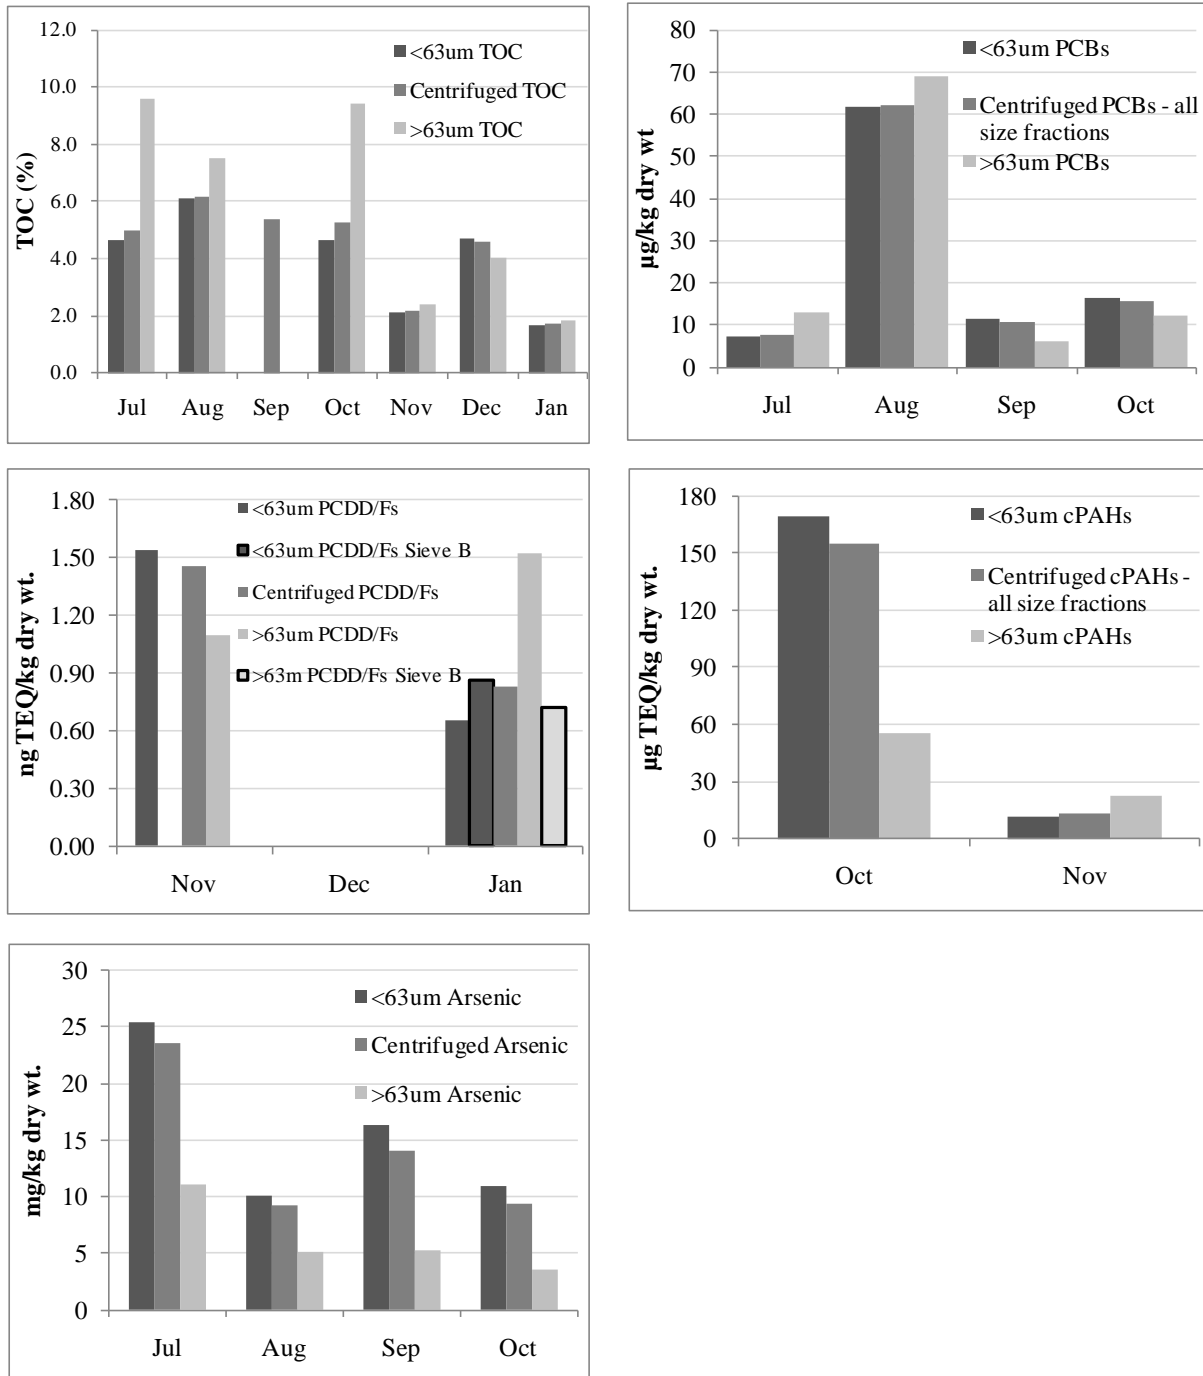 12.0
10.0
8.0
6.0
4.0
2.0
0.0
TOC (%)
<63um TOC
Centrifuged TOC
>63um TOC
Jul Aug Sep Oct Nov Dec Jan
80
70
60
50
40
30
20
10
0
µg/kg dry wt
<63um PCBs
Centrifuged PCBs - all
size fractions
>63um PCBs
Jul Aug Sep Oct
1.80
1.50
1.20
0.90
0.60
0.30
0.00
ng TEQ/kg dry wt.
<63um PCDD/Fs
<63um PCDD/Fs Sieve B
Centrifuged PCDD/Fs
>63um PCDD/Fs
>63m PCDD/Fs Sieve B
Nov Dec Jan
180
150
120
90
60
30
0
µg TEQ/kg dry wt.
<63um cPAHs
Centrifuged cPAHs -
all size fractions
>63um cPAHs
Oct Nov
30
25
20
15
10
5
0
mg/kg dry wt.
<63um Arsenic
Centrifuged Arsenic
>63um Arsenic
Jul Aug Sep Oct